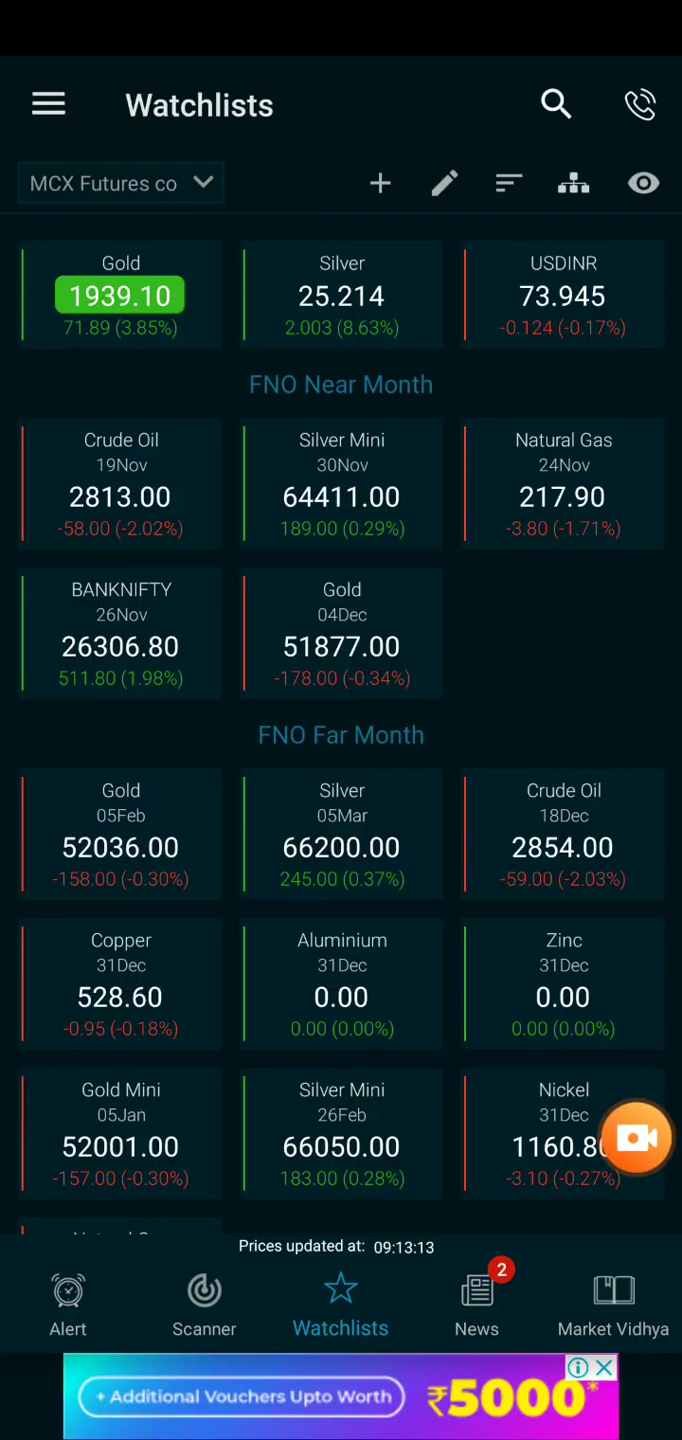 Watchlists
MCX Futures co
Gold
1939.10
71.89 (3.85%)
Silver
25.214
2.003 (8.63%)
USDINR
73.945
-0.124 (-0.17%)
FNO Near Month
Crude Oil
19Nov
2813.00
-58.00 (-2.02%)
Silver Mini
30Nov
64411.00
189.00 (0.29%)
Natural Gas
24Nov
217.90
-3.80 (-1.71%)
BANKNIFTY
26Nov
26306.80
511.80 (1.98%)
Gold
04Dec
51877.00
-178.00 (-0.34%)
FNO Far Month
Gold
05Feb
52036.00
-158.00 (-0.30%)
Silver
05Mar
66200.00
245.00 (0.37%)
Crude Oil
18Dec
2854.00
-59.00 (-2.03%)
Copper
31Dec
528.60
-0.95 (-0.18%)
Aluminium
31Dec
0.00
0.00 (0.00%)
Zinc
31Dec
0.00
0.00 (0.00%)
Gold Mini
05Jan
52001.00
-157.00 (-0.30%)
Silver Mini
26Feb
66050.00
183.00 (0.28%)
Nickel
31Dec
1160.80
-3.10 (-0.27%)
Prices updated at: 09:13:13
Alert
Scanner
Watchlists
2
News
Market Vidhya
+ Additional Vouchers Upto Worth ₹5000*